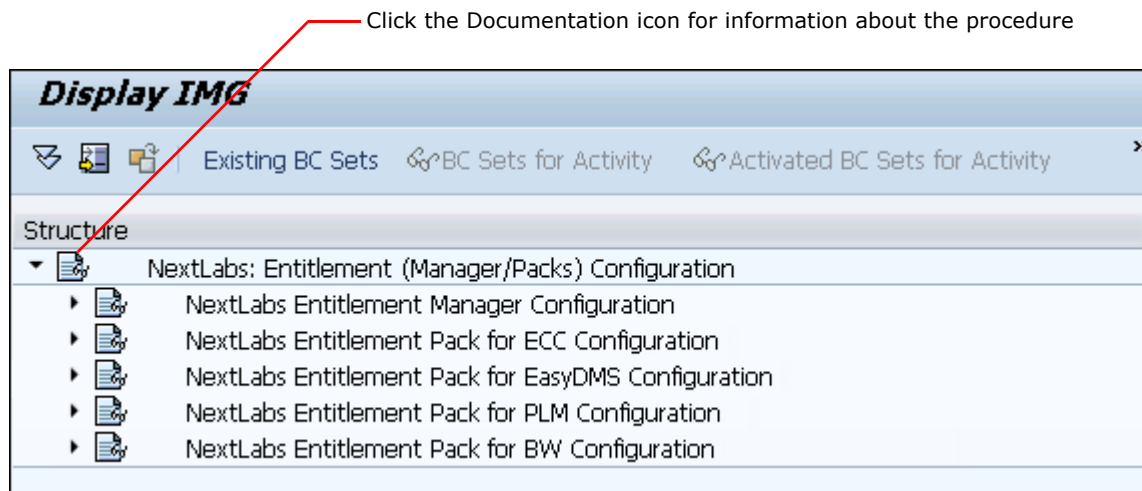 Click the Documentation icon for information about the procedure
Display IMG
Existing BC Sets BC Sets for Activity Activated BC Sets for Activity »
Structure
NextLabs: Entitlement (Manager/Packs) Configuration
NextLabs Entitlement Manager Configuration
NextLabs Entitlement Pack for ECC Configuration
NextLabs Entitlement Pack for EasyDMS Configuration
NextLabs Entitlement Pack for PLM Configuration
NextLabs Entitlement Pack for BW Configuration